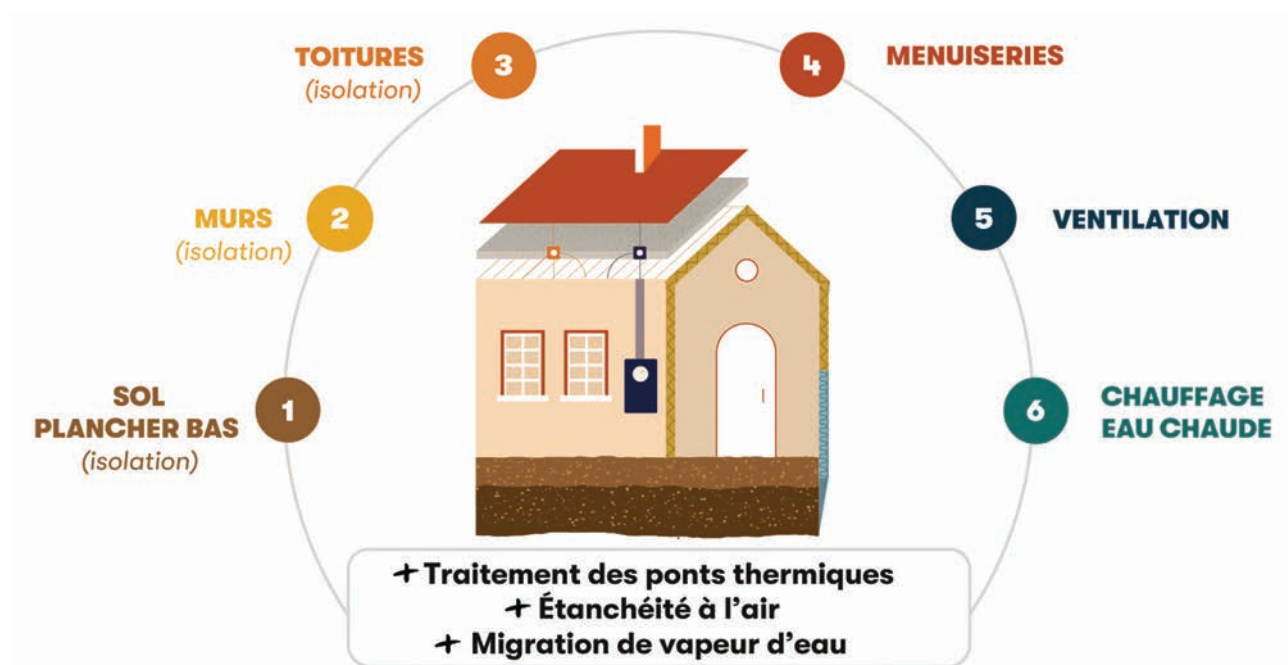 TOITURES
(isolation)
3
4
MENUISERIES
MURS
(isolation)
2
5
VENTILATION
SOL
PLANCHER BAS
(isolation)
1
6
CHAUFFAGE
EAU CHAUDE
+ Traitement des ponts thermiques
+ Étanchéité à l'air
+ Migration de vapeur d'eau